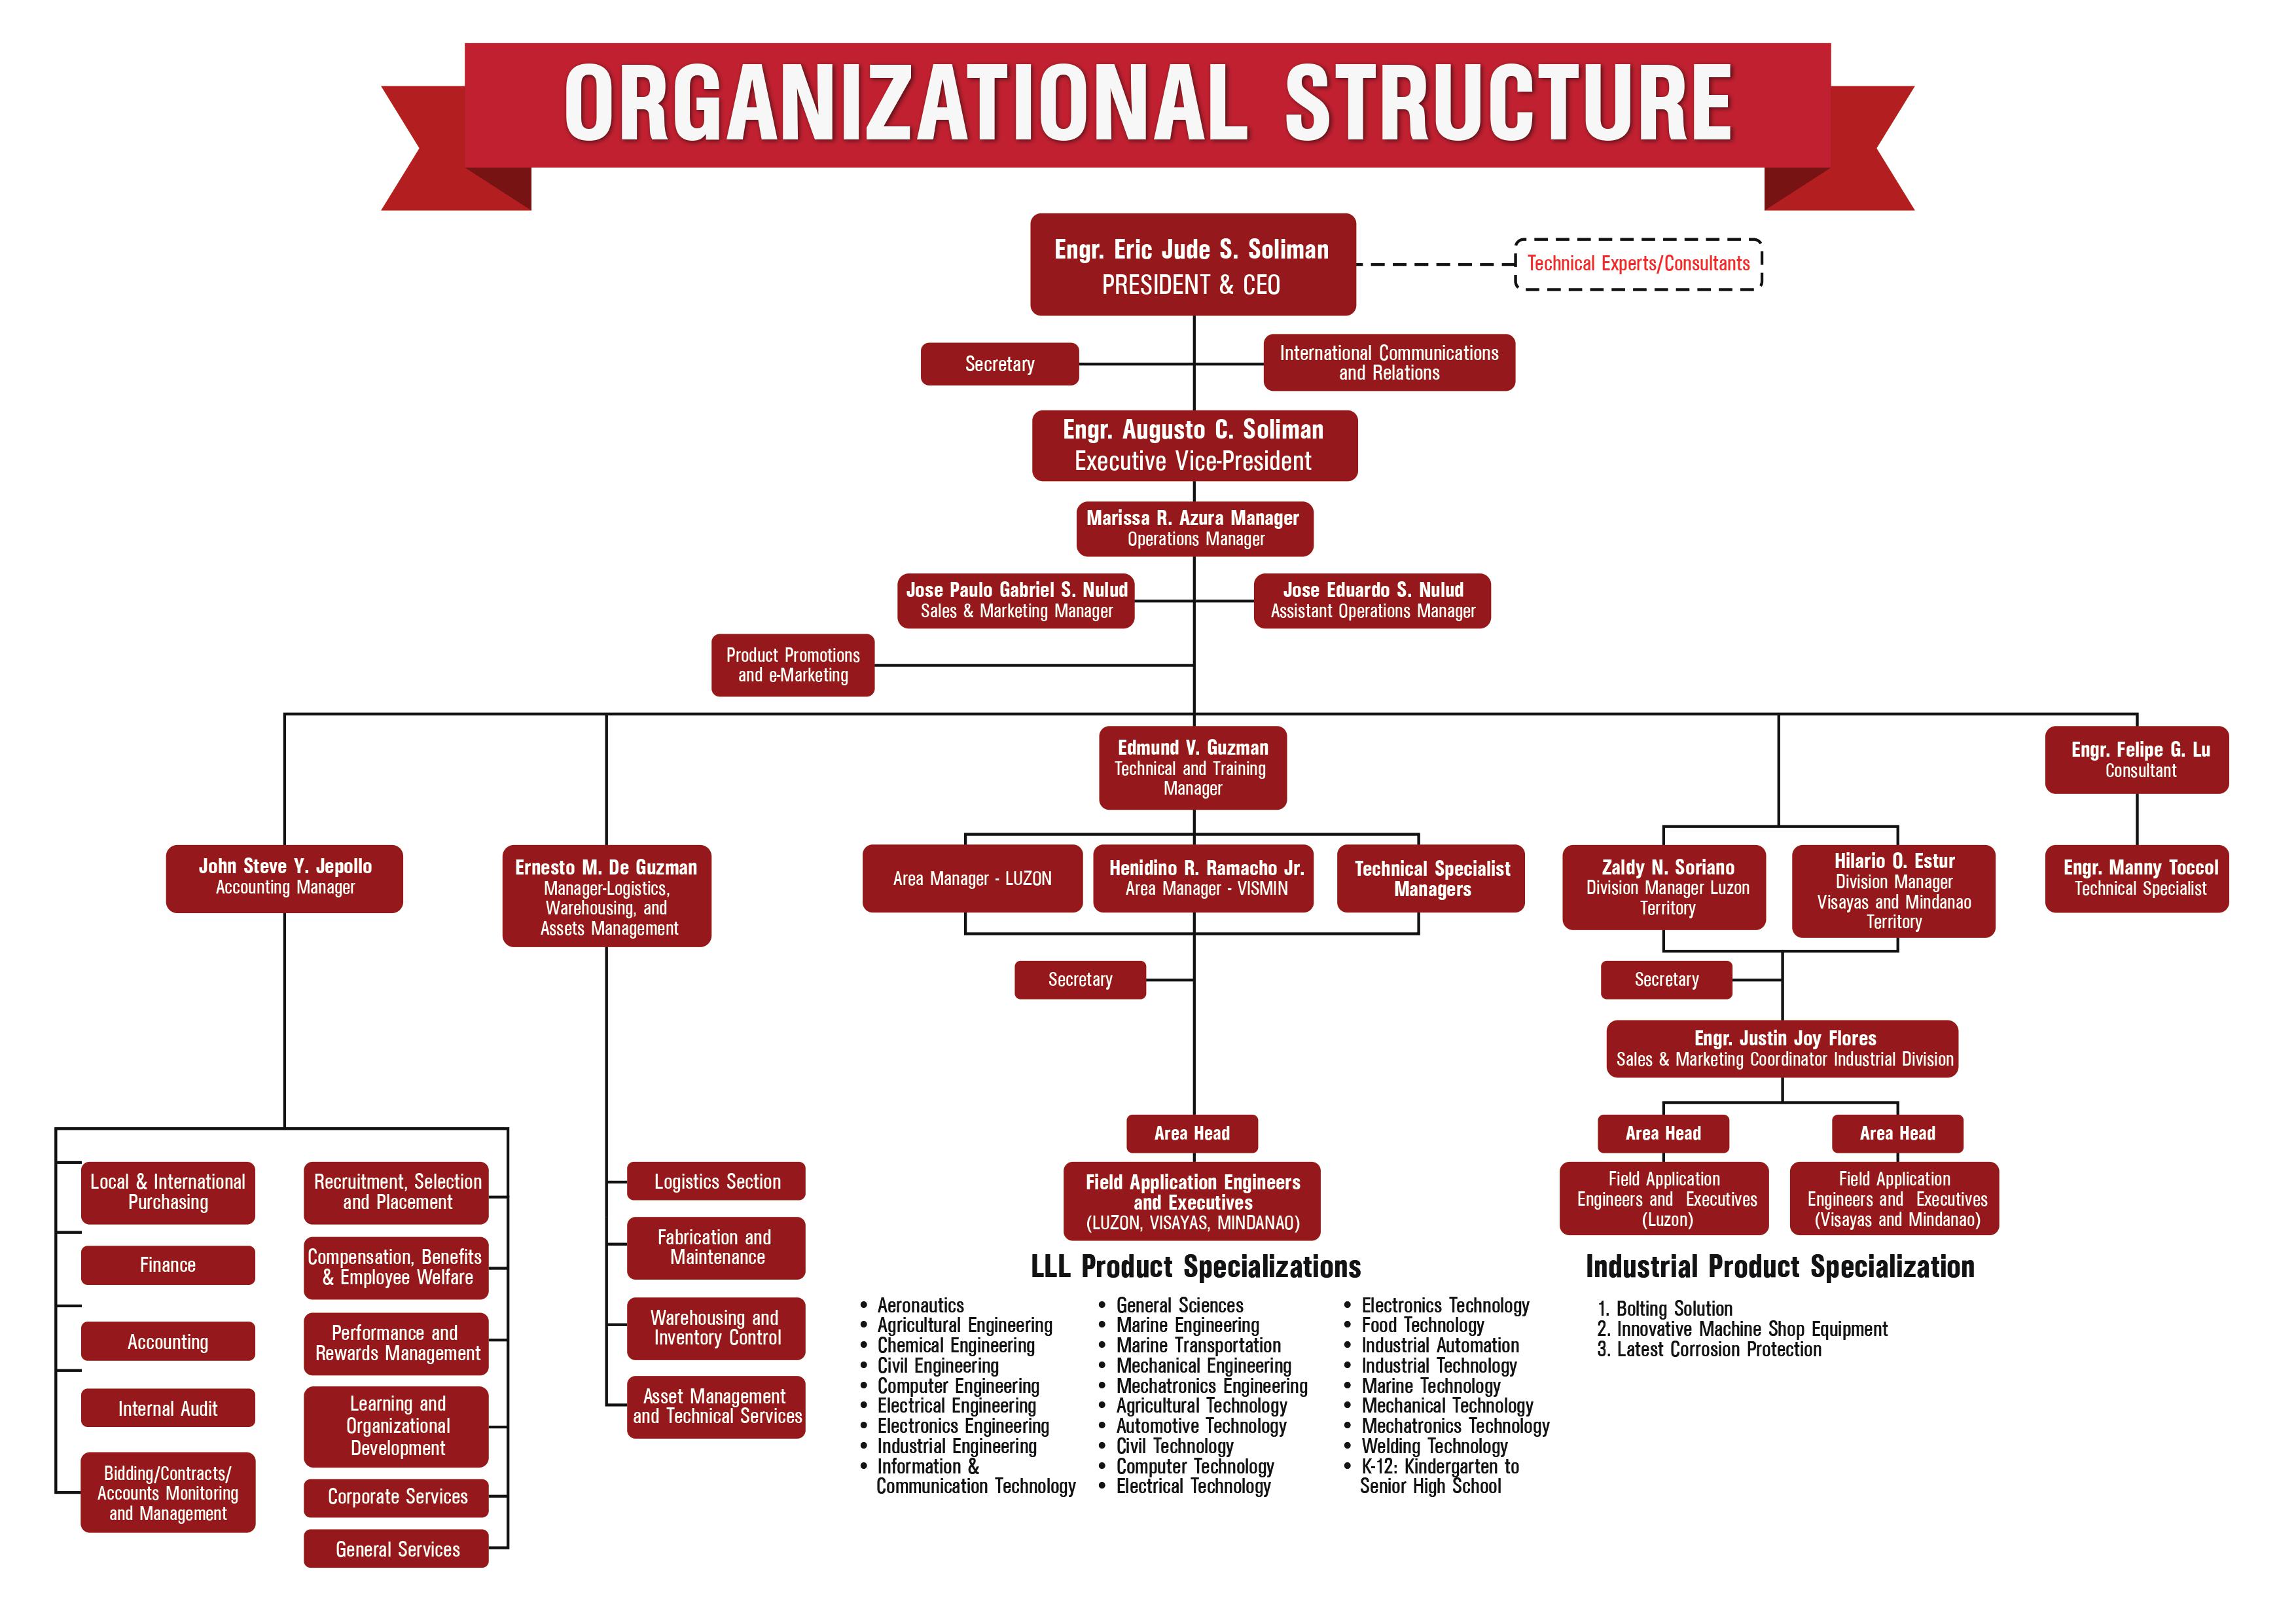 ORGANIZATIONAL STRUCTURE
Engr. Eric Jude S. Soliman
PRESIDENT & CEO
Technical Experts/Consultants
Secretary
International Communications
and Relations
Engr. Augusto C. Soliman
Executive Vice-President
Marissa R. Azura Manager
Operations Manager
Jose Paulo Gabriel S. Nulud
Sales & Marketing Manager
Jose Eduardo S. Nulud
Assistant Operations Manager
Product Promotions
and e-Marketing
Edmund V. Guzman
Technical and Training
Manager
Engr. Felipe G. Lu
Consultant
John Steve Y. Jepollo
Accounting Manager
Ernesto M. De Guzman
Manager-Logistics,
Warehousing, and
Assets Management
Area Manager - LUZON
Henidino R. Ramacho Jr.
Area Manager - VISMIN
Technical Specialist
Managers
Zaldy N. Soriano
Division Manager Luzon
Territory
Hilario O. Estur
Division Manager
Visayas and Mindanao
Territory
Engr. Manny Toccol
Technical Specialist
Secretary
Secretary
Engr. Justin Joy Flores
Sales & Marketing Coordinator Industrial Division
Area Head
Area Head
Area Head
Local & International
Purchasing
Finance
Accounting
Internal Audit
Bidding/Contracts/
Accounts Monitoring
and Management
Recruitment, Selection
and Placement
Compensation, Benefits
& Employee Welfare
Performance and
Rewards Management
Learning and
Organizational
Development
Corporate Services
General Services
Logistics Section
Fabrication and
Maintenance
Warehousing and
Inventory Control
Asset Management
and Technical Services
Field Application Engineers
and Executives
(LUZON, VISAYAS, MINDANAO)
Field Application
Engineers and Executives
(Luzon)
Field Application
Engineers and Executives
(Visayas and Mindanao)
LLL Product Specializations
• Aeronautics
• Agricultural Engineering
• Chemical Engineering
• Civil Engineering
• Computer Engineering
• Electrical Engineering
• Electronics Engineering
• Industrial Engineering
• Information &
Communication Technology
• General Sciences
• Marine Engineering
• Marine Transportation
• Mechanical Engineering
• Mechatronics Engineering
• Agricultural Technology
• Automotive Technology
• Civil Technology
• Computer Technology
• Electrical Technology
• Electronics Technology
• Food Technology
• Industrial Automation
• Industrial Technology
• Marine Technology
• Mechanical Technology
• Mechatronics Technology
• Welding Technology
• K-12: Kindergarten to
Senior High School
Industrial Product Specialization
1. Bolting Solution
2. Innovative Machine Shop Equipment
3. Latest Corrosion Protection